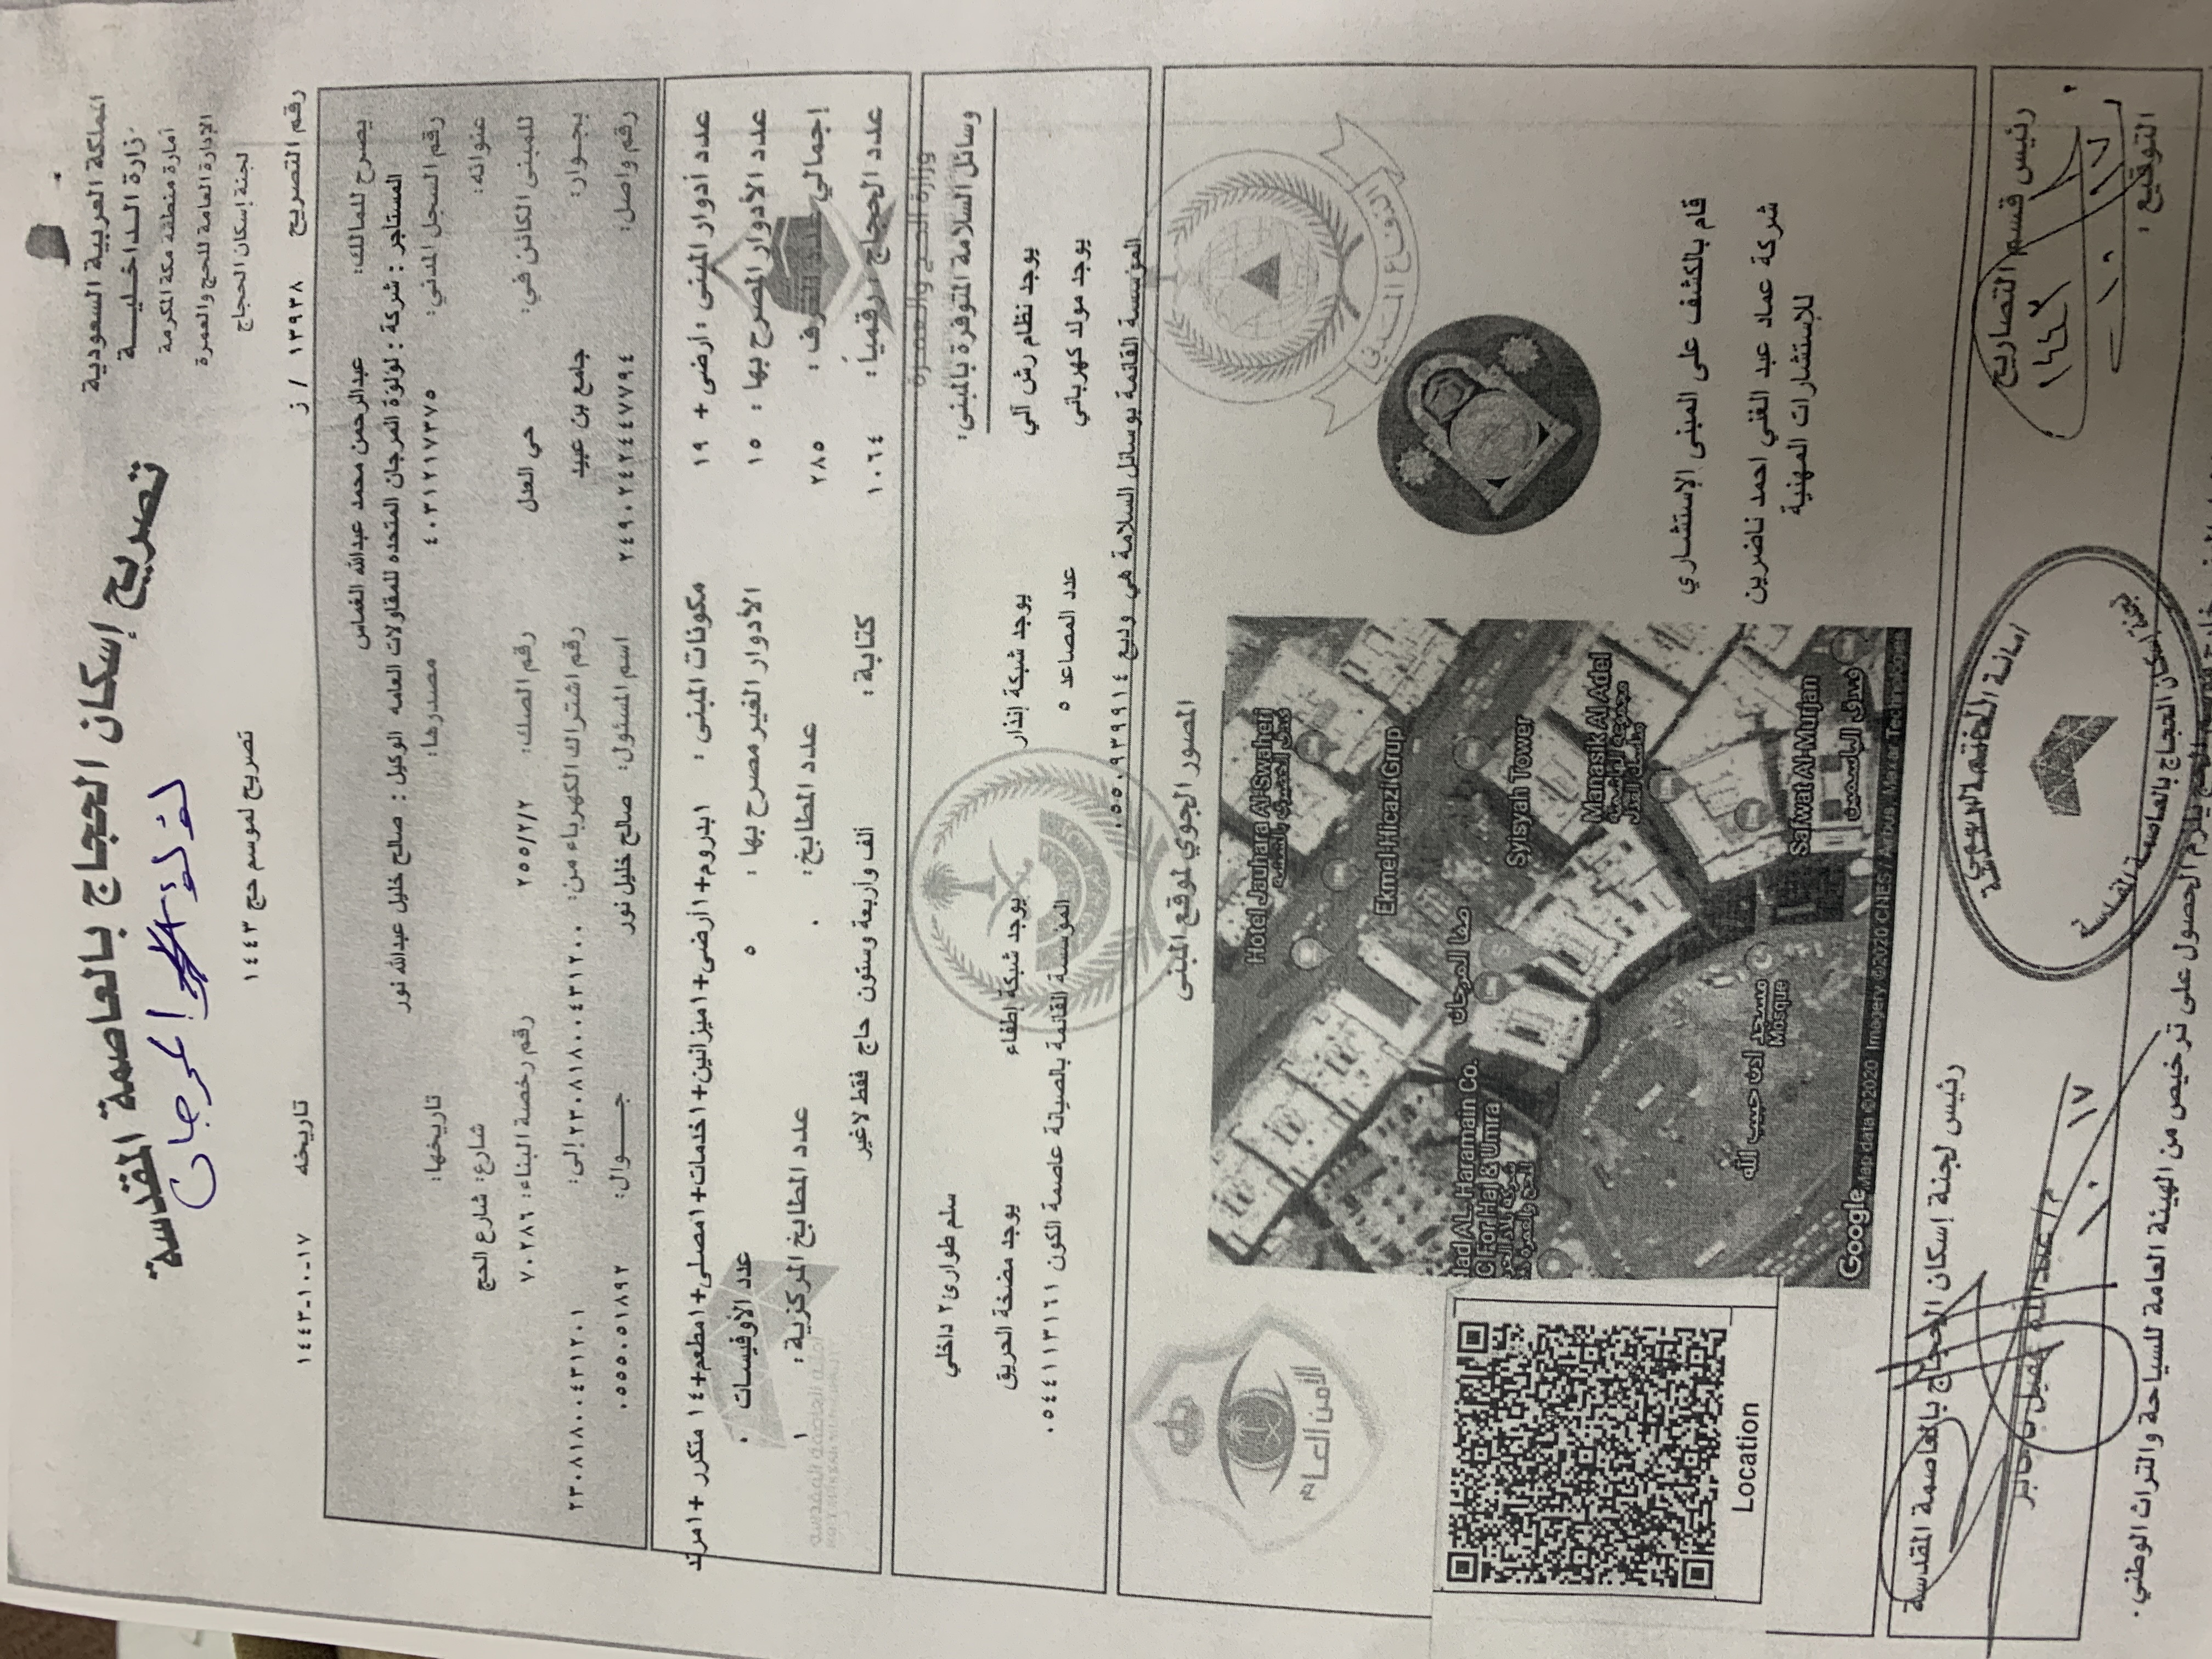 المملكة العربية السعودية
وزارة الداخلية
أمارة منطقة مكة المكرمة
الإدارة العامة للحج والعمرة
لجنة إسكان الحجاج
تصريح إسكان الحجاج بالعاصمة المقدسة
لؤلؤ المرجان
تصريح لموسم حج ١٤٤٣
رقم التصريح ١٣٩٣٨ / ز تاريخه ١٧-١٠-١٤٤٣
يصرح للمالك: عبدالرحمن محمد عبدالله الغماس
المستأجر : شركة : لؤلؤة المرجان المتحده للمقاولات العامه الوكيل : صالح خليل عبدالله نور
رقم السجل المدني: ٤٠٣١٢١٧٣٧٥ مصدرها: تاريخها:
عنوانه: شارع: شارع الحج
للمبنى الكائن في: حي العدل رقم الصك: ٢٥٥/٢/٢ رقم رخصة البناء: ٧٠٢٨٦
بجوار: جامع بن عبيد رقم اشتراك الكهرباء من: ٢٣٠٨١٨٠٠٤٣١٢٠٠ إلى: ٢٣٠٨١٨٠٠٤٣١٢٠١
رقم واصل: ٢٤٩٠٢٤٢٤٤٧٧٩٤ اسم المسئول: صالح خليل نور جوال: ٠٥٥٥٠٥١٨٩٢
عدد أدوار المبنى : أرضى + ١٩ مكونات المبنى : ١بدروم+١أرضى+١ميزانين+١خدمات+١مصلى+١مطعم+١٤ متكرر +١مرتد
عدد الأدوار المصرح بها : ١٥ الأدوار الغير مصرح بها : ٥ عدد الأوفيسات ٠
إجمالي عدد الغرف : ٢٨٥ عدد المطابخ: ٠ عدد المطابخ المركزية : ١
أمانة العاصمة المقدسة
HOLY MAKKAH MUNICIPALITY
عدد الحجاج : رقمياً : ١٠٦٤ كتابة : ألف وأربعة وستون حاج فقط لاغير
وزارة الحج والعمرة
وسائل السلامة المتوفرة بالمبنى: سلم طوارئ٢ داخلي
يوجد نظام رش آلي يوجد شبكة إنذار يوجد شبكة إطفاء يوجد مضخة الحريق
يوجد مولد كهربائي عدد المصاعد ٥ المؤسسة القائمة بالصيانة عاصمة الكون ٠٥٤٤١١٣١٦١
المؤسسة القائمة بوسائل السلامة هي وديع ٠٥٥٠٩٣٩٩١٤
المصور الجوي لموقع المبنى
الأمن العام
الدفاع المدني
Hotel Jauhara Al-Swaheri
فندق الخضيري بالششه
Ekmel Hicazi Grup
صفا المرجان
lad AL. Haramain Co.
C For Haj & Umra
Syisyah Tower
Manasik Al Adel
مجموعة الهاشمية
مناسك العدل
مسجد اذن حبيب الله
Mosque
Safwat Al-Murjan
فندق الياسمين
Google
Map data ©2020 Imagery ©2020 CNES / Airbus, Maxar Technologies
Location
قام بالكشف على المبنى الإستشاري
شركة عماد عبد الغني احمد ناضرين
للإستشارات المهنية
رئيس قسم التصاريح
١٤٤٣
١٠ / ١٧
التوقيع :
لجنة إسكان الحجاج بالعاصمة المقدسة
رئيس لجنة إسكان الحجاج بالعاصمة المقدسة
١٧ / ١٠
يلزم الحصول على ترخيص من الهيئة العامة للسياحة والتراث الوطني .